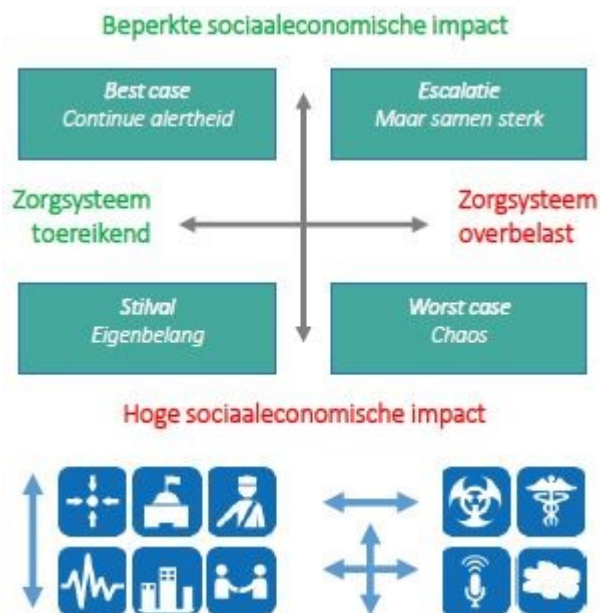 Beperkte sociaaleconomische impact
Best case
Continue alertheid
Escalatie
Maar samen sterk
Zorgsysteem
toereikend
Zorgsysteem
overbelast
Stilval
Eigenbelang
Worst case
Chaos
Hoge sociaaleconomische impact